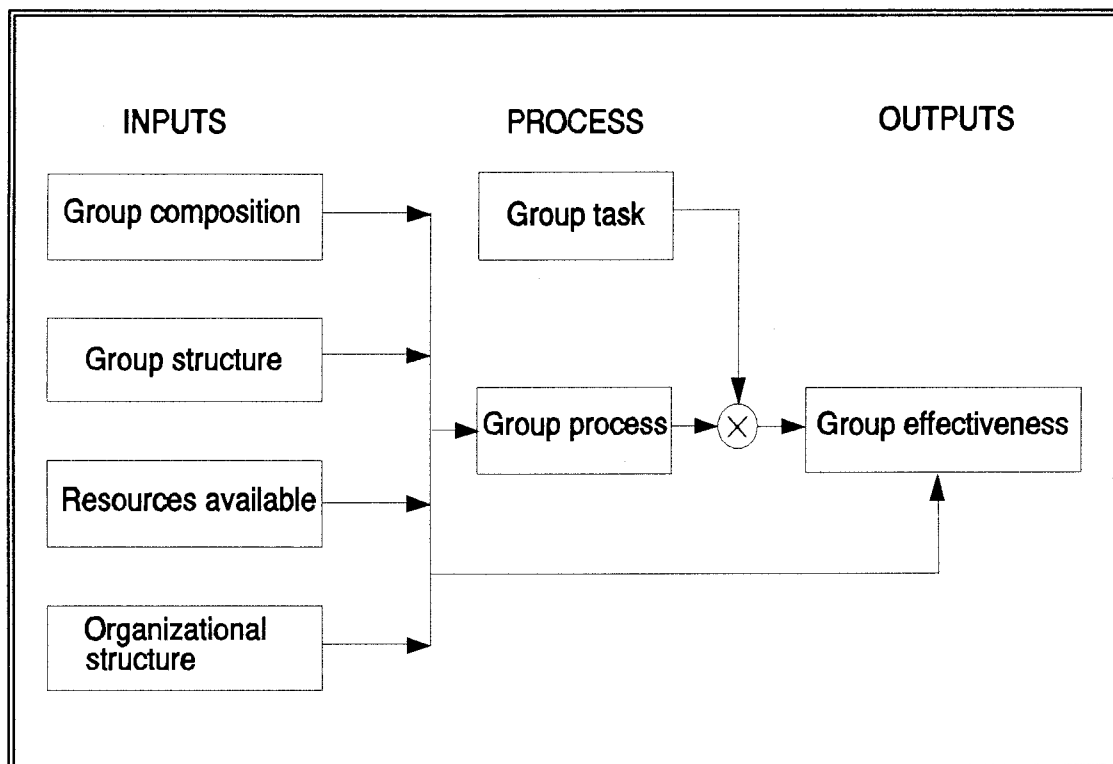 INPUTS
PROCESS
OUTPUTS
Group composition
Group task
Group structure
Group process
Group effectiveness
Resources available
Organizational
structure